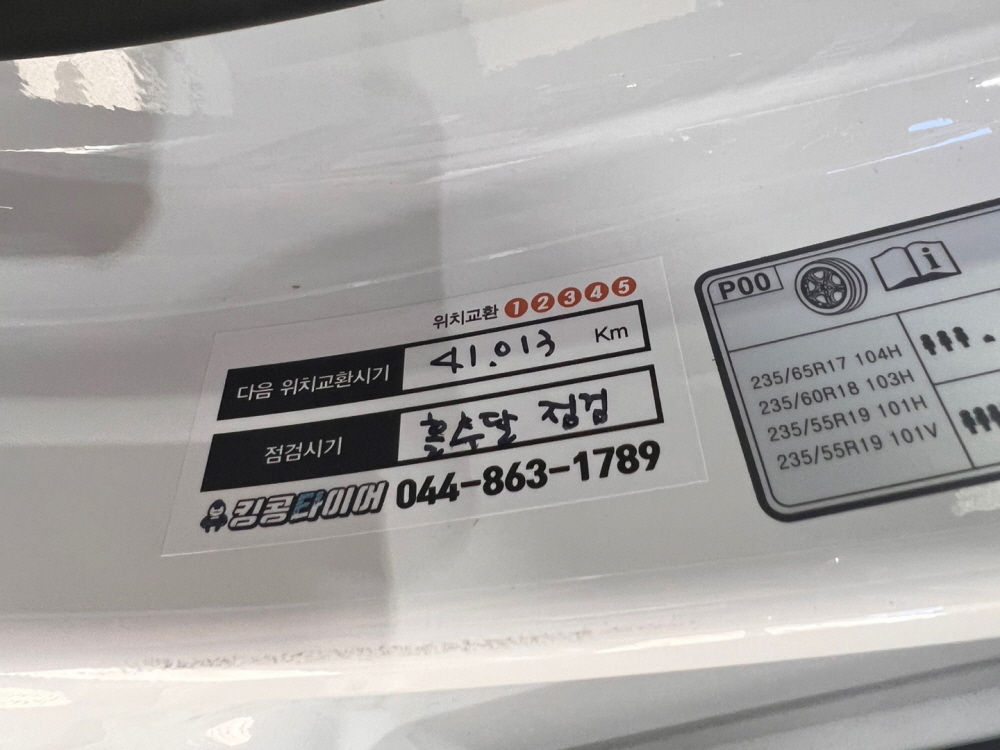 위치교환 1 2 3 4 5
다음 위치교환시기 41.013 Km
점검시기 홀수달 점검
킹콩타이어 044-863-1789
P00
i
235/65R17 104H
235/60R18 103H
235/55R19 101H
235/55R19 101V